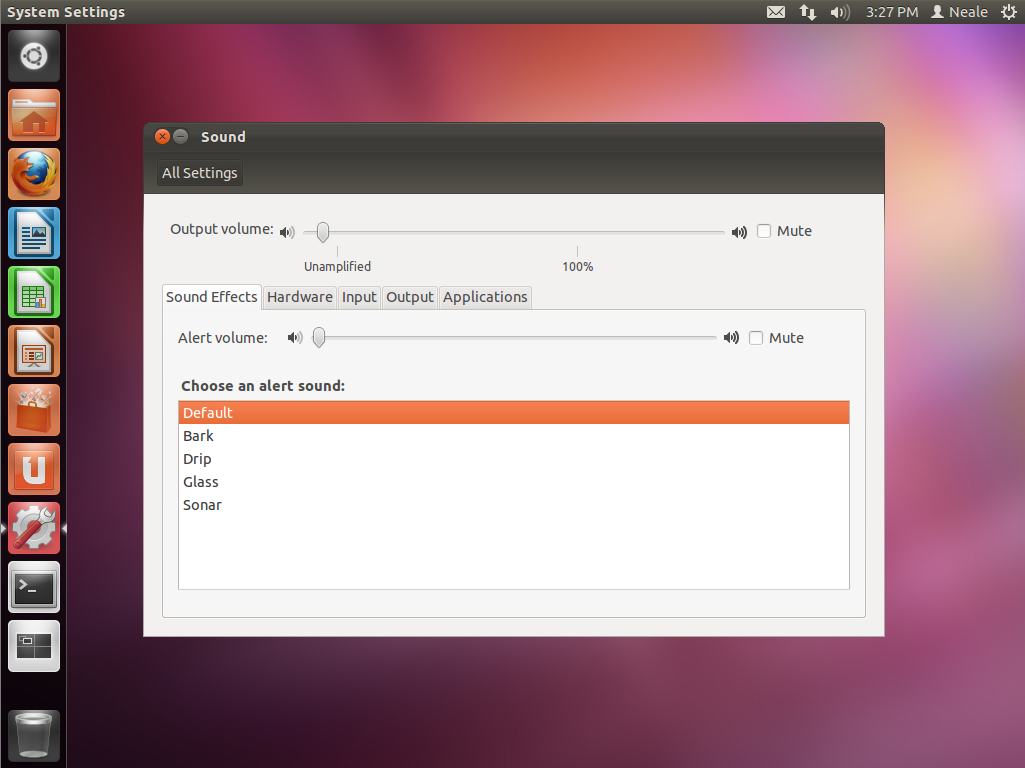 System Settings 3:27 PM Neale
Sound
All Settings
Output volume: Mute
Unamplified 100%
Sound Effects Hardware Input Output Applications
Alert volume: Mute
Choose an alert sound:
Default
Bark
Drip
Glass
Sonar